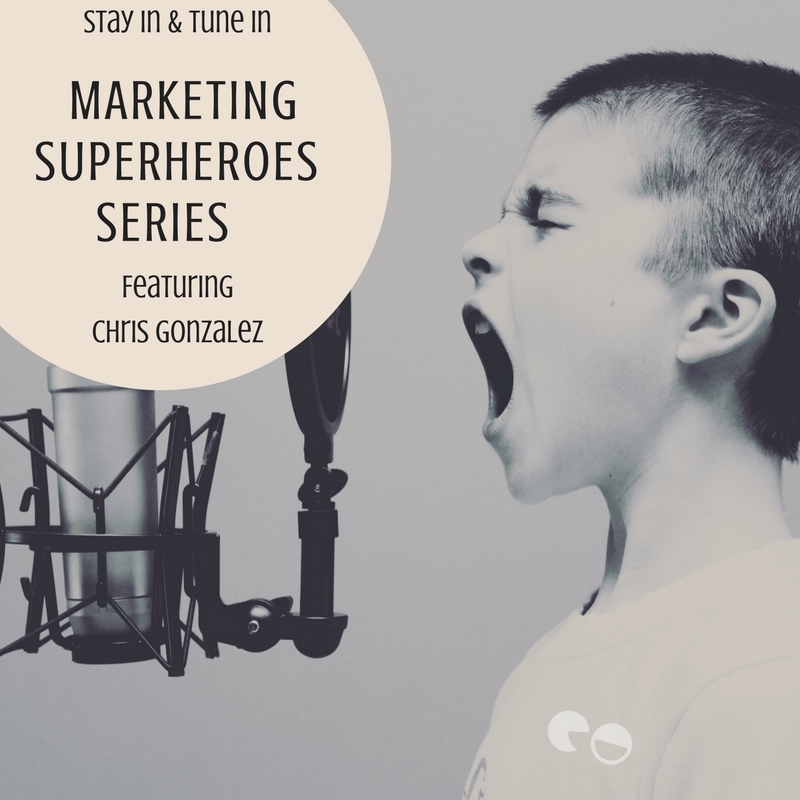 Stay in & Tune in
MARKETING
SUPERHEROES
SERIES
Featuring
Chris Gonzalez